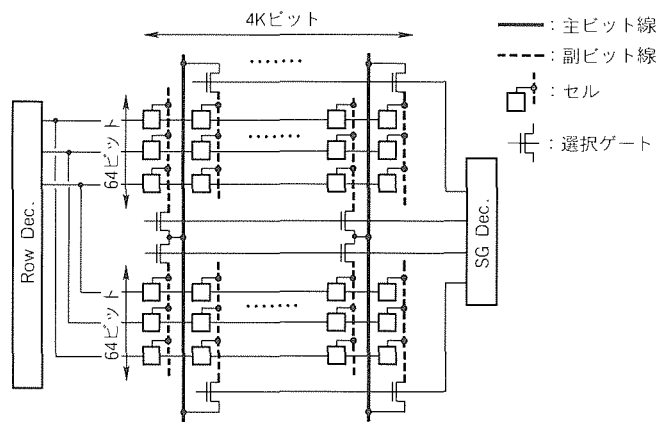 4Kビット
:主ビット線
:副ビット線
:セル
:選択ゲート
64ビット
Row Dec.
SG Dec.
64ビット